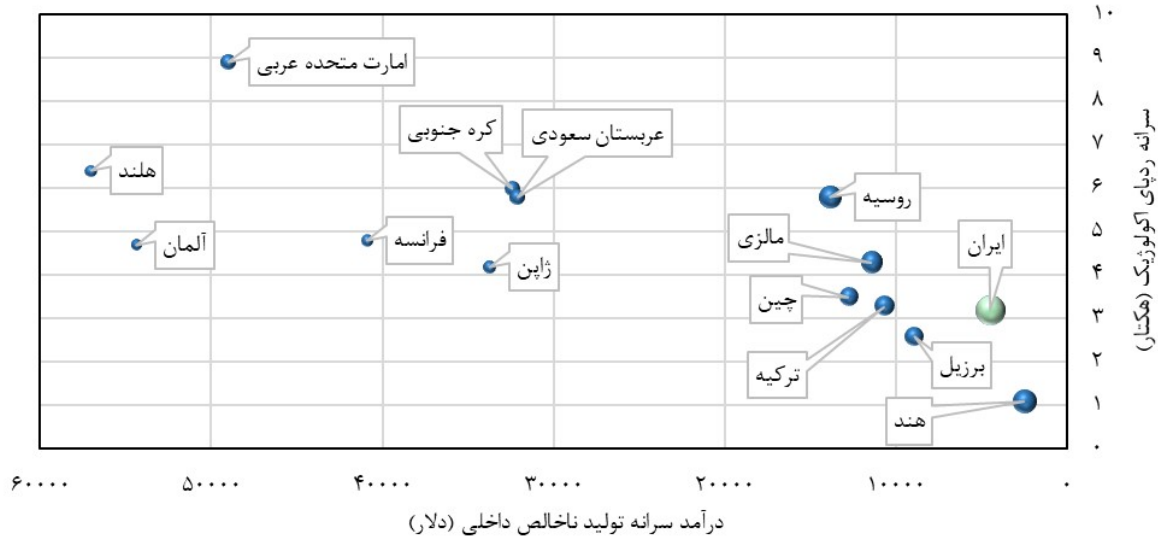 ۱۰
۹
۸
۷
۶
۵
۴
۳
۲
۱
۰
سرانه ردپای اکولوژیک (هکتار)
امارت متحده عربی
کره جنوبی
عربستان سعودی
هلند
روسیه
آلمان
فرانسه
مالزی
ایران
ژاپن
چین
ترکیه
برزیل
هند
۰
۱۰۰۰۰
۲۰۰۰۰
۳۰۰۰۰
۴۰۰۰۰
۵۰۰۰۰
۶۰۰۰۰
درآمد سرانه تولید ناخالص داخلی (دلار)